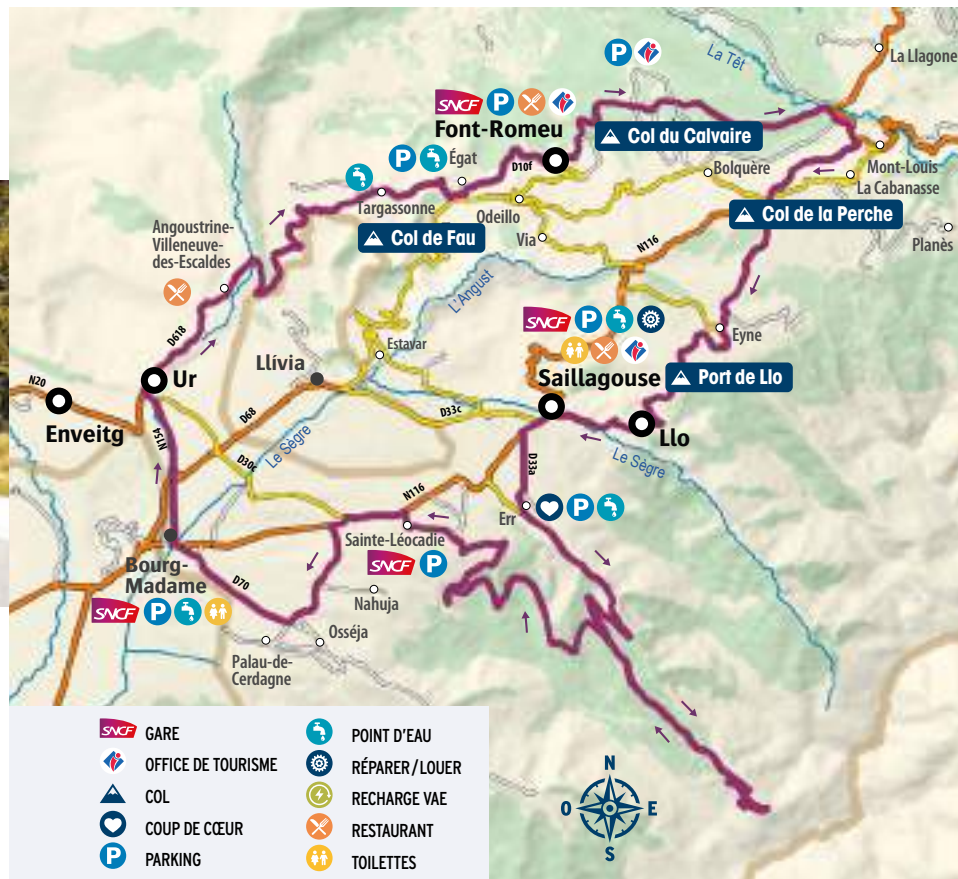 La Têt
La Llagone
SNCF
Font-Romeu
Col du Calvaire
Égat
D10f
Bolquère
Mont-Louis
La Cabanasse
Targassonne
Odeillo
Col de Fau
Via
N116
Col de la Perche
Planès
Angoustrine-
Villeneuve-
des-Escaldes
L'Angust
SNCF
Eyne
D618
Estavar
Llívia
Saillagouse
Port de Llo
Ur
N20
Enveitg
D68
D33c
Llo
N154
Le Sègre
D30c
D33a
Le Sègre
N116
Err
Sainte-Léocadie
SNCF
Bourg-
Madame
D70
Nahuja
SNCF
Osséja
Palau-de-
Cerdagne
SNCF GARE
OFFICE DE TOURISME
COL
COUP DE CŒUR
P PARKING
POINT D'EAU
RÉPARER/LOUER
RECHARGE VAE
RESTAURANT
TOILETTES
N
O E
S